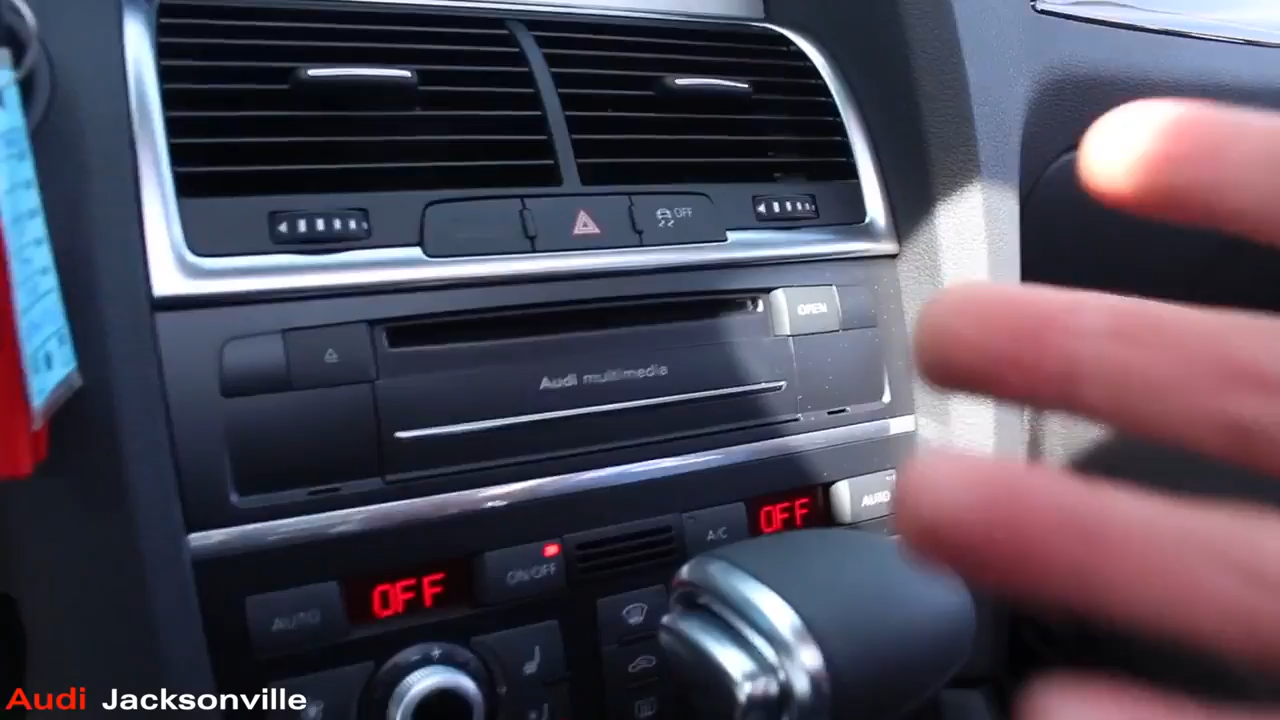 OFF
OPEN
Audi multimedia
OFF
AUTO
A/C
OFF
ON/OFF
AUTO
Audi Jacksonville